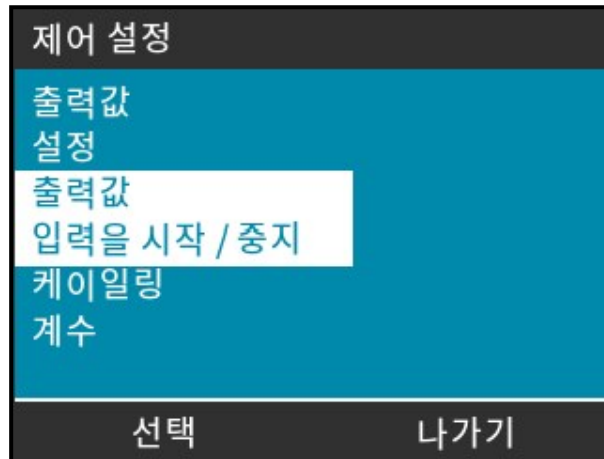 제어 설정
출력값
설정
출력값
입력을 시작 / 중지
케이일링
계수
선택 나가기